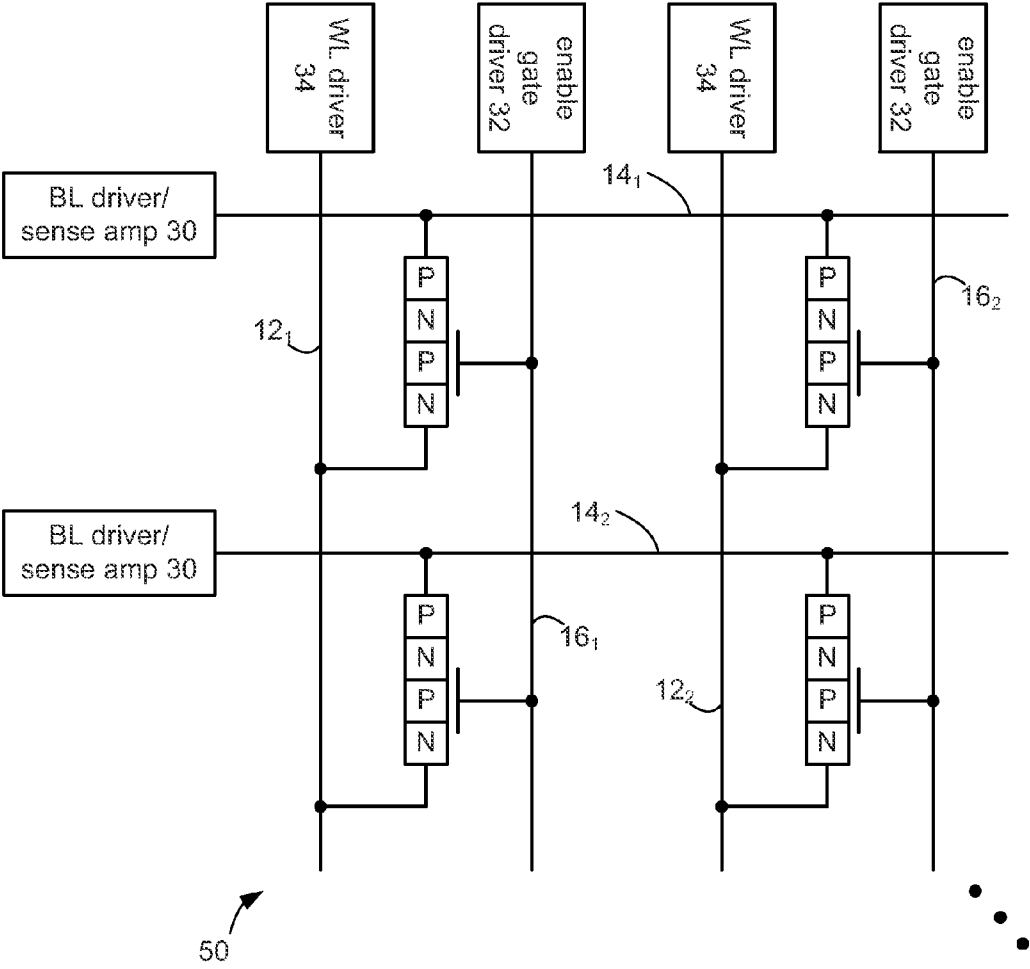 WL driver
34
enable
gate
driver 32
WL driver
34
enable
gate
driver 32
BL driver/
sense amp 30
14₁
P
N
P
N
P
N
P
N
12₁
16₂
BL driver/
sense amp 30
14₂
P
N
P
N
P
N
P
N
16₁
12₂
50